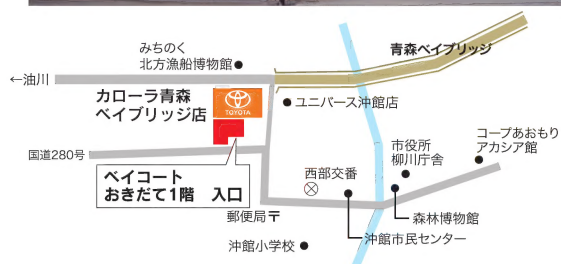 みちのく
北方漁船博物館
青森ベイブリッジ
←油川
カローラ青森
ベイブリッジ店
TOYOTA
ユニバース沖館店
コープあおもり
アカシア館
市役所
柳川庁舎
国道280号
ベイコート
おきだて1階 入口
西部交番
郵便局〒
森林博物館
沖館市民センター
沖館小学校